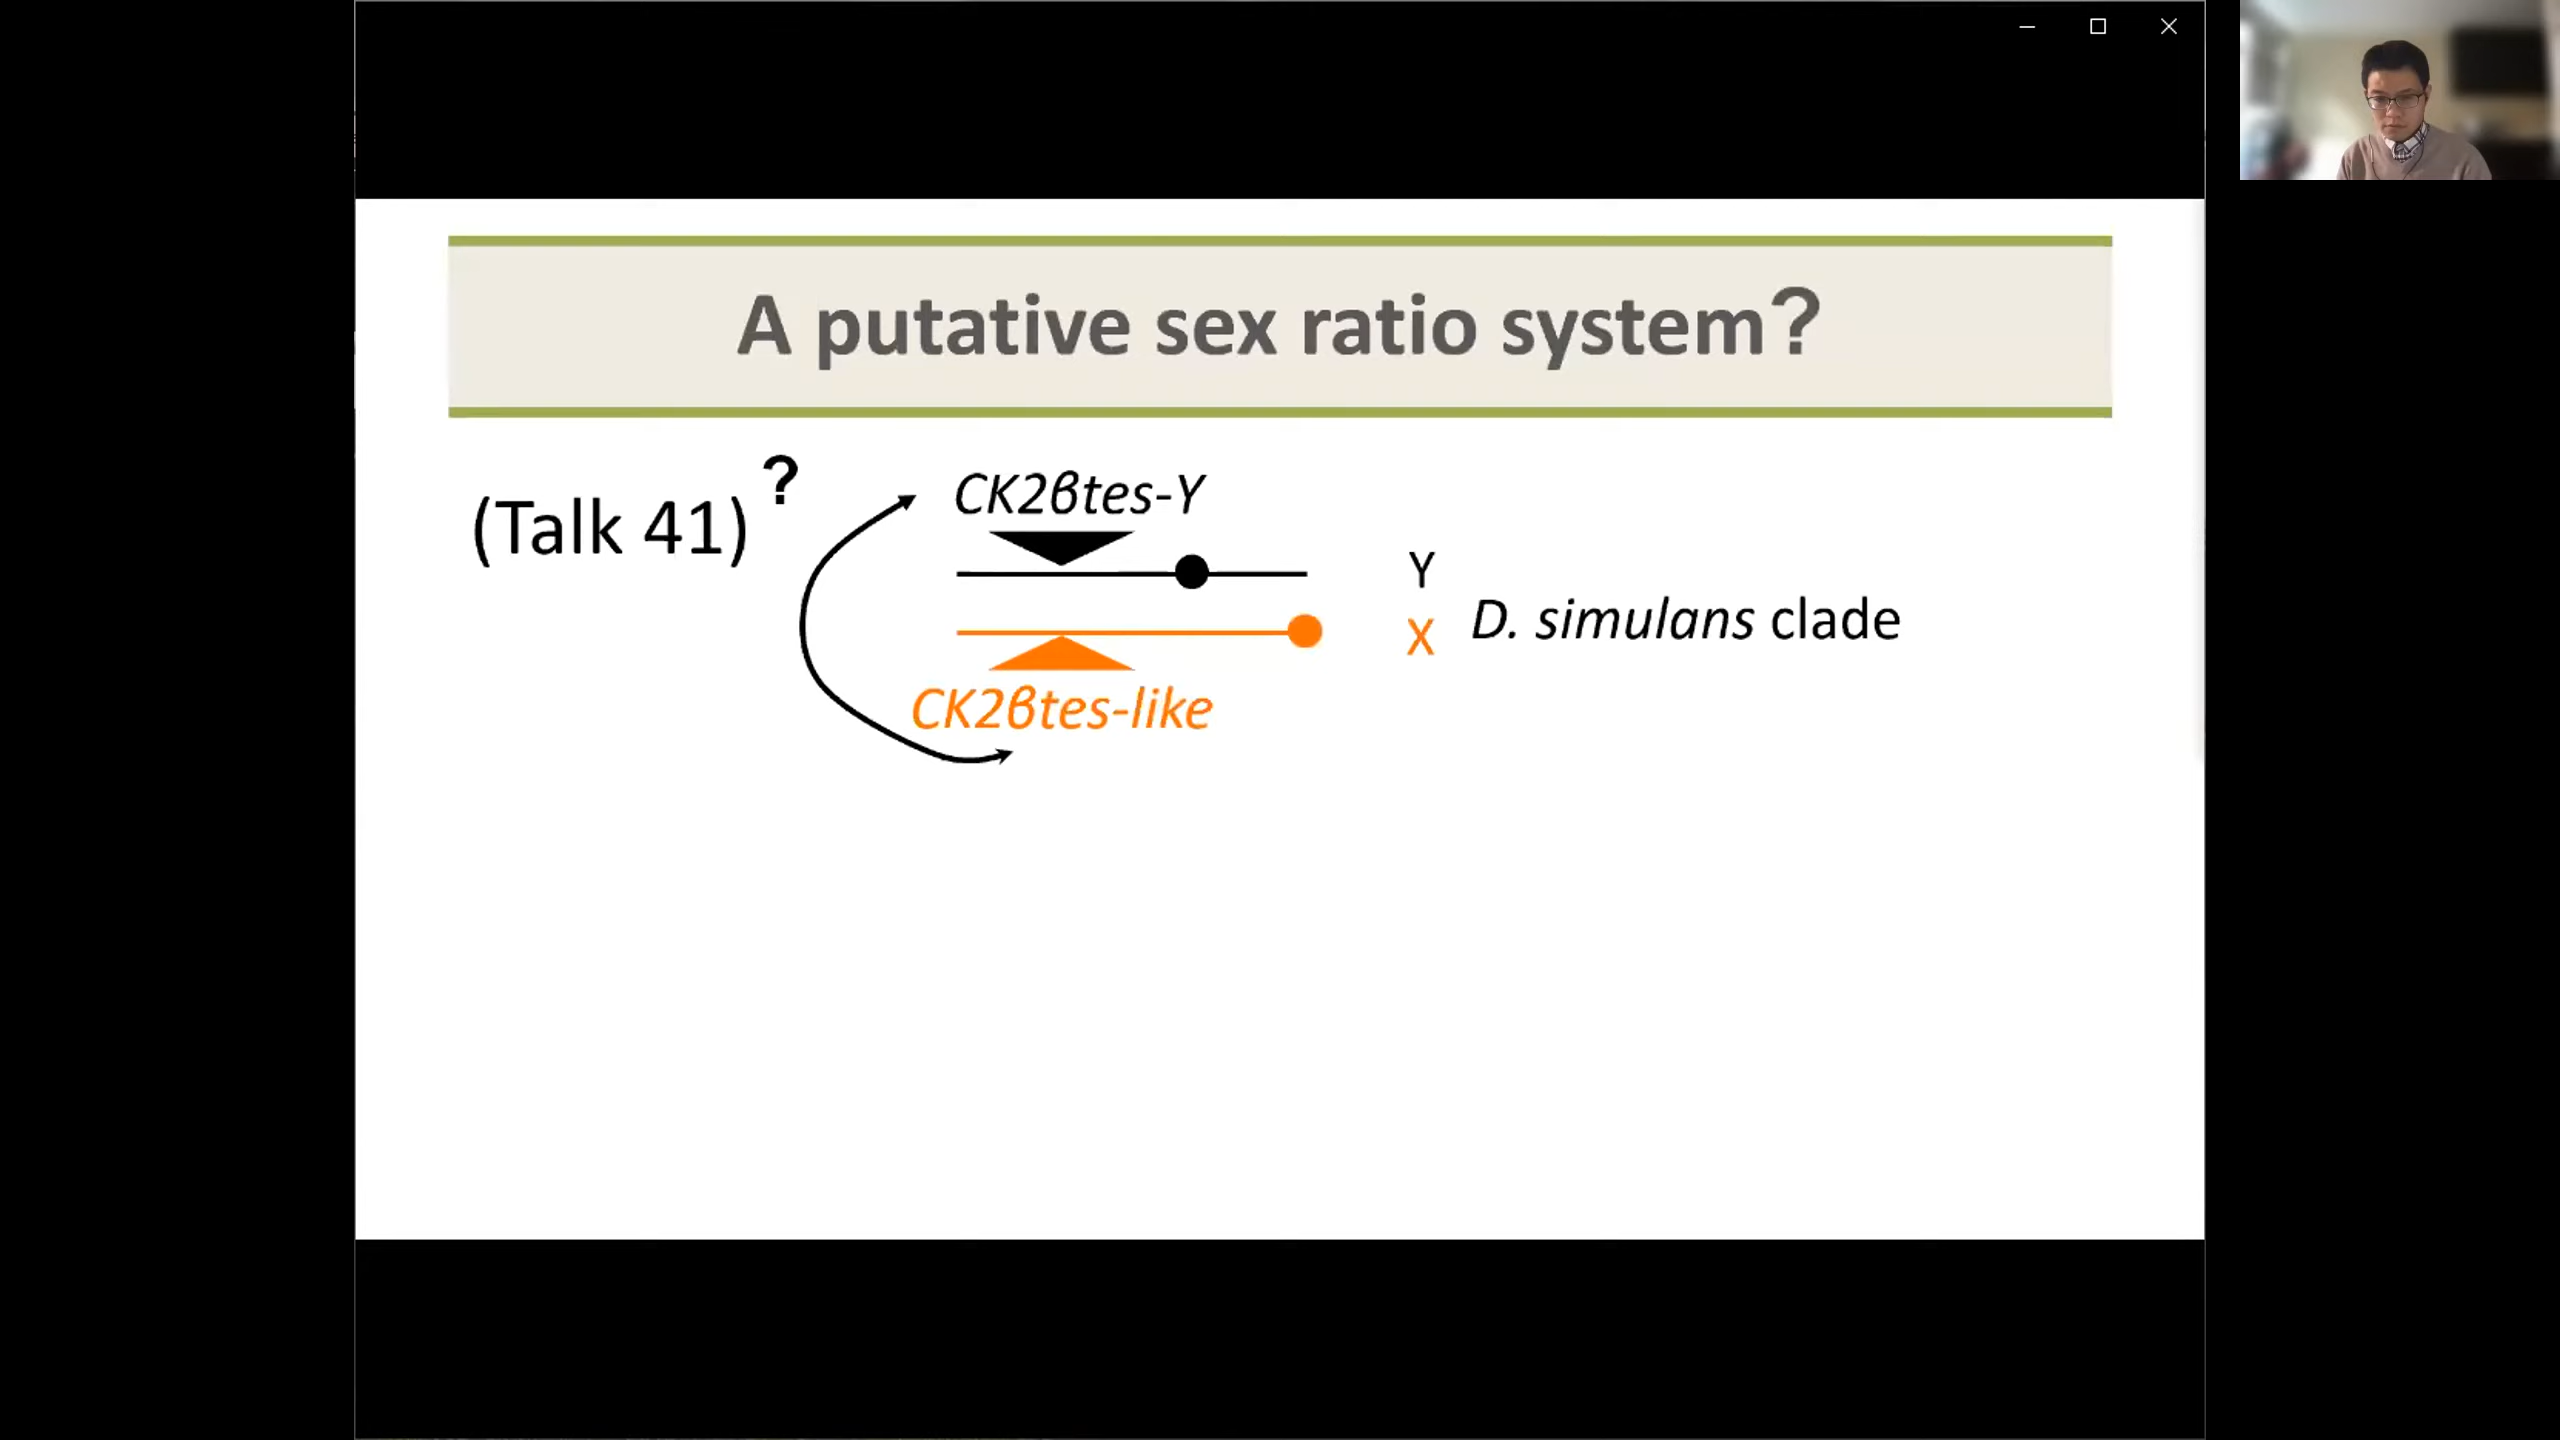 A putative sex ratio system?
(Talk 41)
?
CK2βtes-Y
Y
X
D. simulans clade
CK2βtes-like